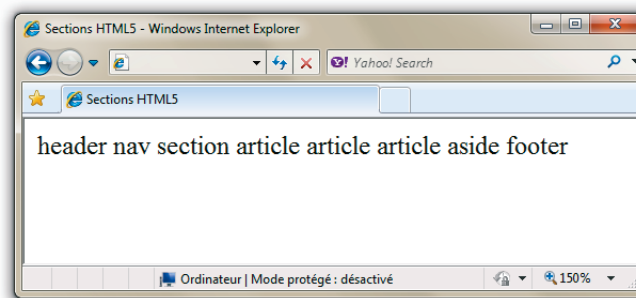 Sections HTML5 - Windows Internet Explorer
Yahoo! Search
Sections HTML5
header nav section article article article aside footer
Ordinateur | Mode protégé : désactivé 150%